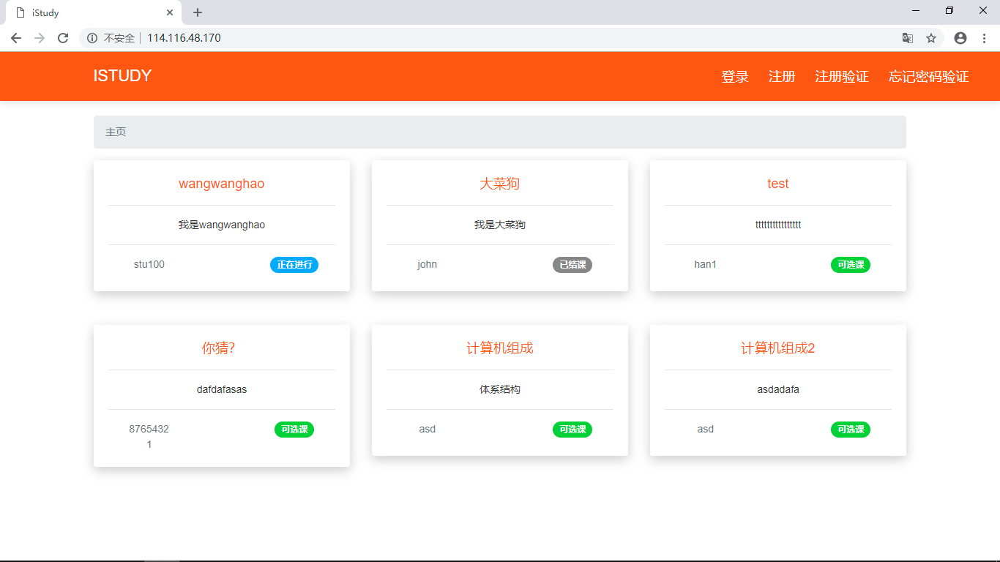 iStudy
不安全 114.116.48.170
ISTUDY 登录 注册 注册验证 忘记密码验证
主页
wangwanghao
我是wangwanghao
stu100 正在进行
大菜狗
我是大菜狗
john 已结课
test
tttttttttttttttt
han1 可选课
你猜?
dafdafasas
8765432
1
可选课
计算机组成
体系结构
asd 可选课
计算机组成2
asdadafa
asd 可选课